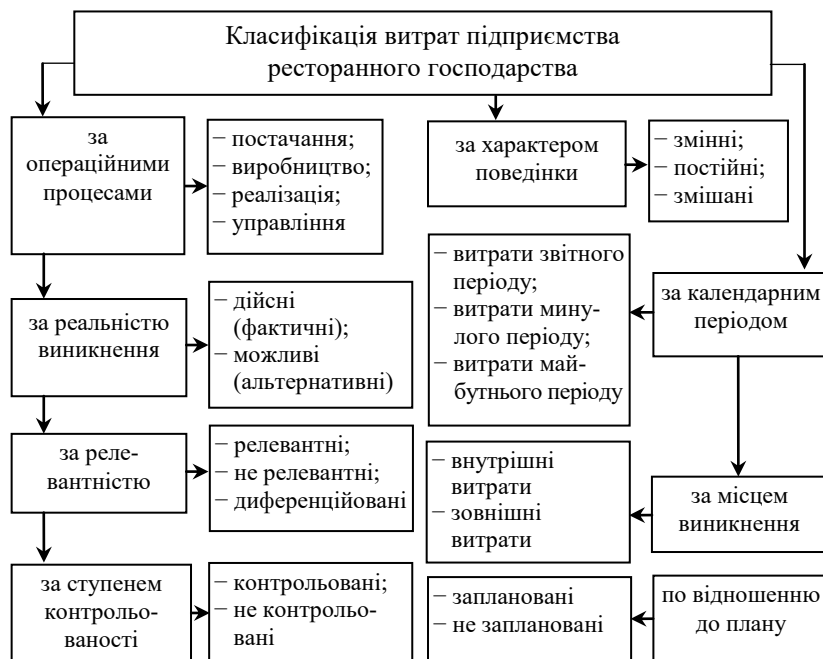 Класифікація витрат підприємства
ресторанного господарства
за
операційними
процесами
− постачання;
− виробництво;
− реалізація;
− управління
за характером
поведінки
− змінні;
− постійні;
− змішані
за реальністю
виникнення
− дійсні
(фактичні);
− можливі
(альтернативні)
− витрати звітного
періоду;
− витрати мину-
лого періоду;
− витрати май-
бутнього періоду
за календарним
періодом
за реле-
вантністю
− релевантні;
− не релевантні;
− диференційовані
− внутрішні
витрати
− зовнішні
витрати
за місцем
виникнення
за ступенем
контрольо-
ваності
− контрольовані;
− не контрольо-
вані
− заплановані
− не заплановані
по відношенню
до плану